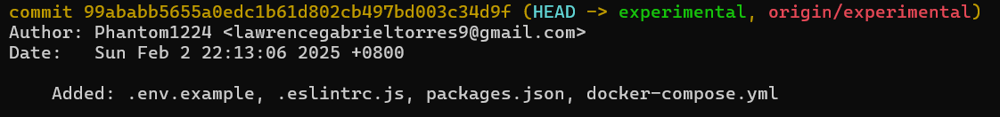 commit 99ababb5655a0edc1b61d802cb497bd003c34d9f (HEAD -> experimental, origin/experimental)
Author: Phantom1224 <lawrencegabrieltorres9@gmail.com>
Date:   Sun Feb 2 22:13:06 2025 +0800
    Added: .env.example, .eslintrc.js, packages.json, docker-compose.yml